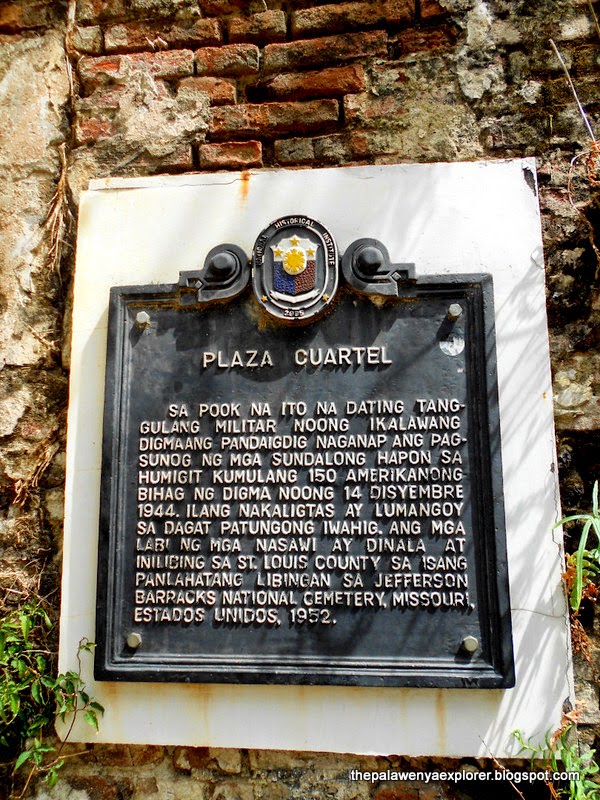 NATIONAL HISTORICAL INSTITUTE
2005
PLAZA CUARTEL
SA POOK NA ITO NA DATING TANG-
GULANG MILITAR NOONG IKALAWANG
DIGMAANG PANDAIGDIG NAGANAP ANG PAG-
SUNOG NG MGA SUNDALONG HAPON SA
HUMIGIT KUMULANG 150 AMERIKANONG
BIHAG NG DIGMA NOONG 14 DISYEMBRE
1944. ILANG NAKALIGTAS AY LUMANGOY
SA DAGAT PATUNGONG IWAHIG. ANG MGA
LABI NG MGA NASAWI AY DINALA AT
INILIBING SA ST. LOUIS COUNTY SA ISANG
PANLAHATANG LIBINGAN SA JEFFERSON
BARRACKS NATIONAL CEMETERY, MISSOURI,
ESTADOS UNIDOS, 1952.
thepalawenyaexplorer.blogspot.com